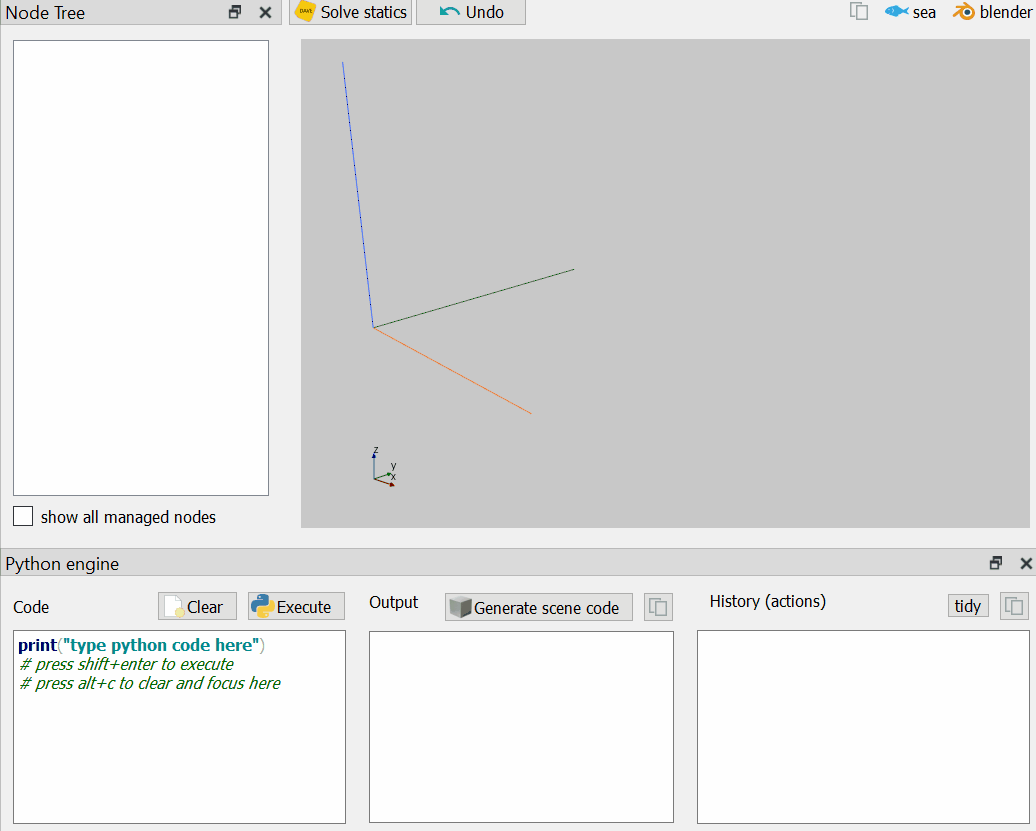 Node Tree
DAVE Solve statics
Undo
sea
blender
z
y
x
show all managed nodes
Python engine
Code
Clear
Execute
Output
Generate scene code
History (actions)
tidy
print("type python code here")
# press shift+enter to execute
# press alt+c to clear and focus here